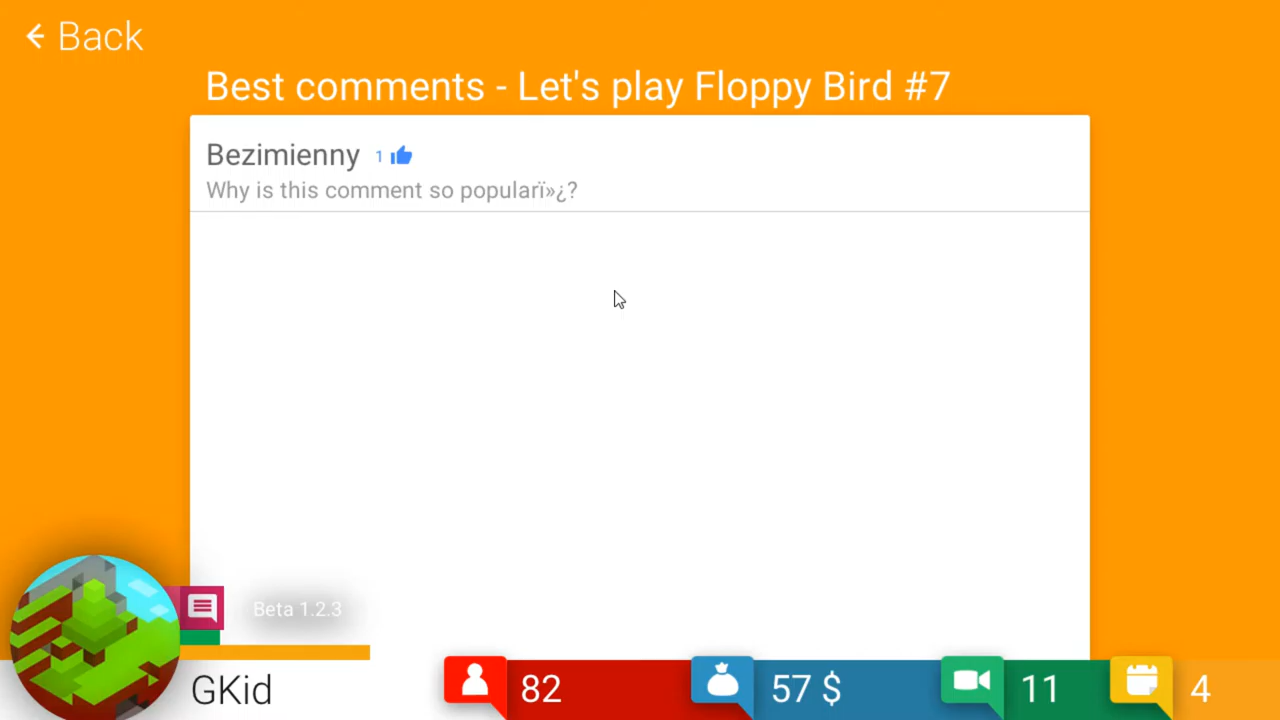 Back
Best comments - Let's play Floppy Bird #7
Bezimienny 1
Why is this comment so popularï»¿?
Beta 1.2.3
GKid
82
57 $
11
4